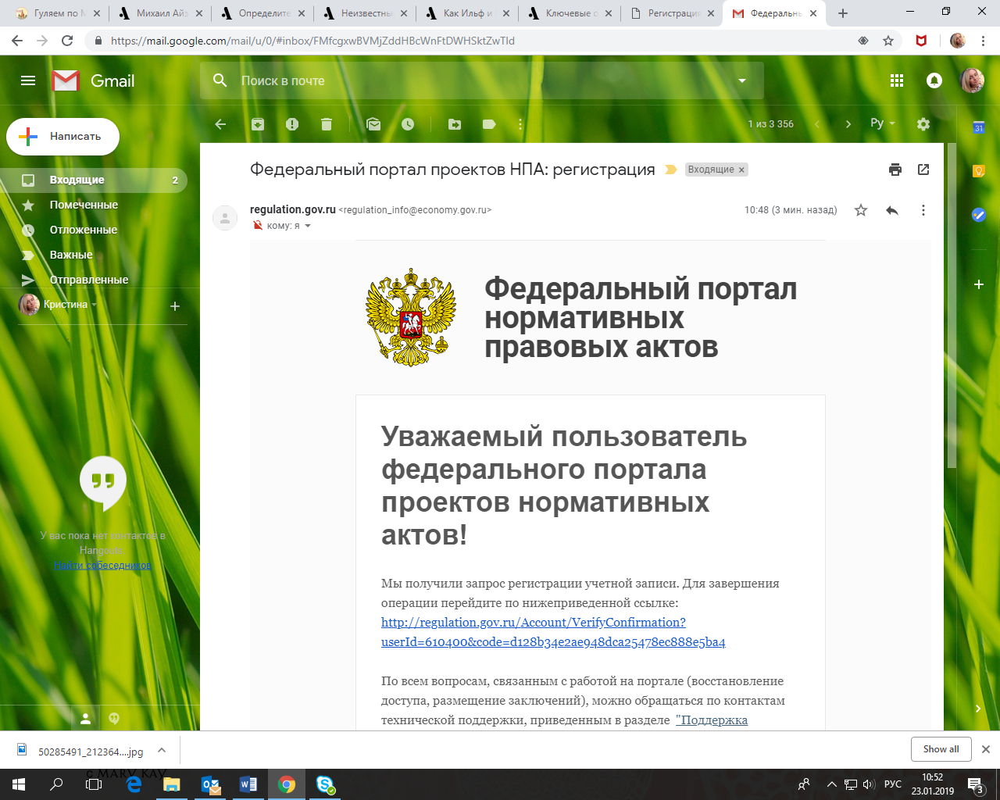 Гуляем по М
Михаил Айз
Определите
Неизвестны
Как Ильф и
Ключевые о
Регистрация
Федеральны
https://mail.google.com/mail/u/0/#inbox/FMfcgxwBVMjZddHBcWnFtDWHSktZwTld
Gmail
Поиск в почте
Написать
1 из 3 356
Ру
31
Входящие 2
Помеченные
Отложенные
Важные
Отправленные
Кристина
У вас пока нет контактов в
Hangouts.
Найти собеседников
Федеральный портал проектов НПА: регистрация
Входящие ×
regulation.gov.ru <regulation_info@economy.gov.ru>
10:48 (3 мин. назад)
кому: я
Федеральный портал
нормативных
правовых актов
Уважаемый пользователь
федерального портала
проектов нормативных
актов!
Мы получили запрос регистрации учетной записи. Для завершения
операции перейдите по нижеприведенной ссылке:
http://regulation.gov.ru/Account/VerifyConfirmation?
userId=610400&code=d128b34e2ae948dca25478ec888e5ba4
По всем вопросам, связанным с работой на портале (восстановление
доступа, размещение заключений), можно обращаться по контактам
технической поддержки, приведенным в разделе "Поддержка
50285491_212364....jpg
Show all
с MARY KAY
РУС
10:52
23.01.2019
3